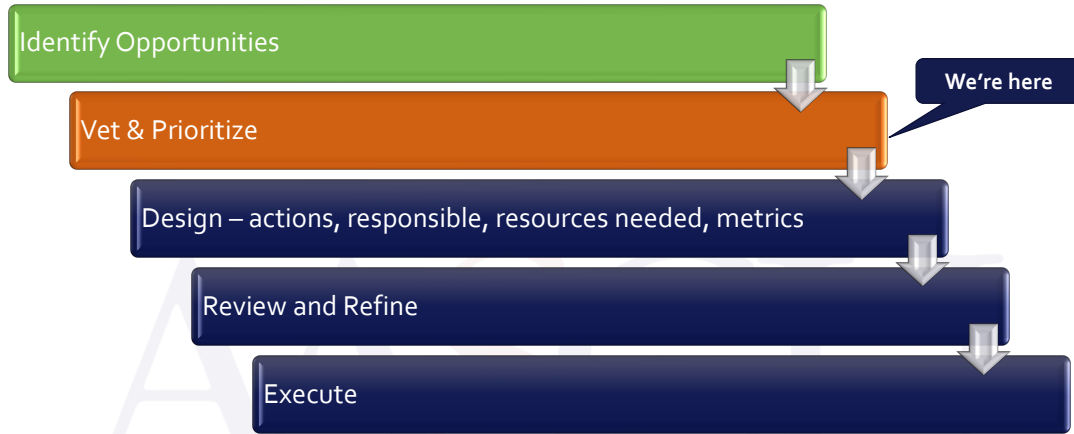 Identify Opportunities
We're here
Vet & Prioritize
Design – actions, responsible, resources needed, metrics
Review and Refine
Execute